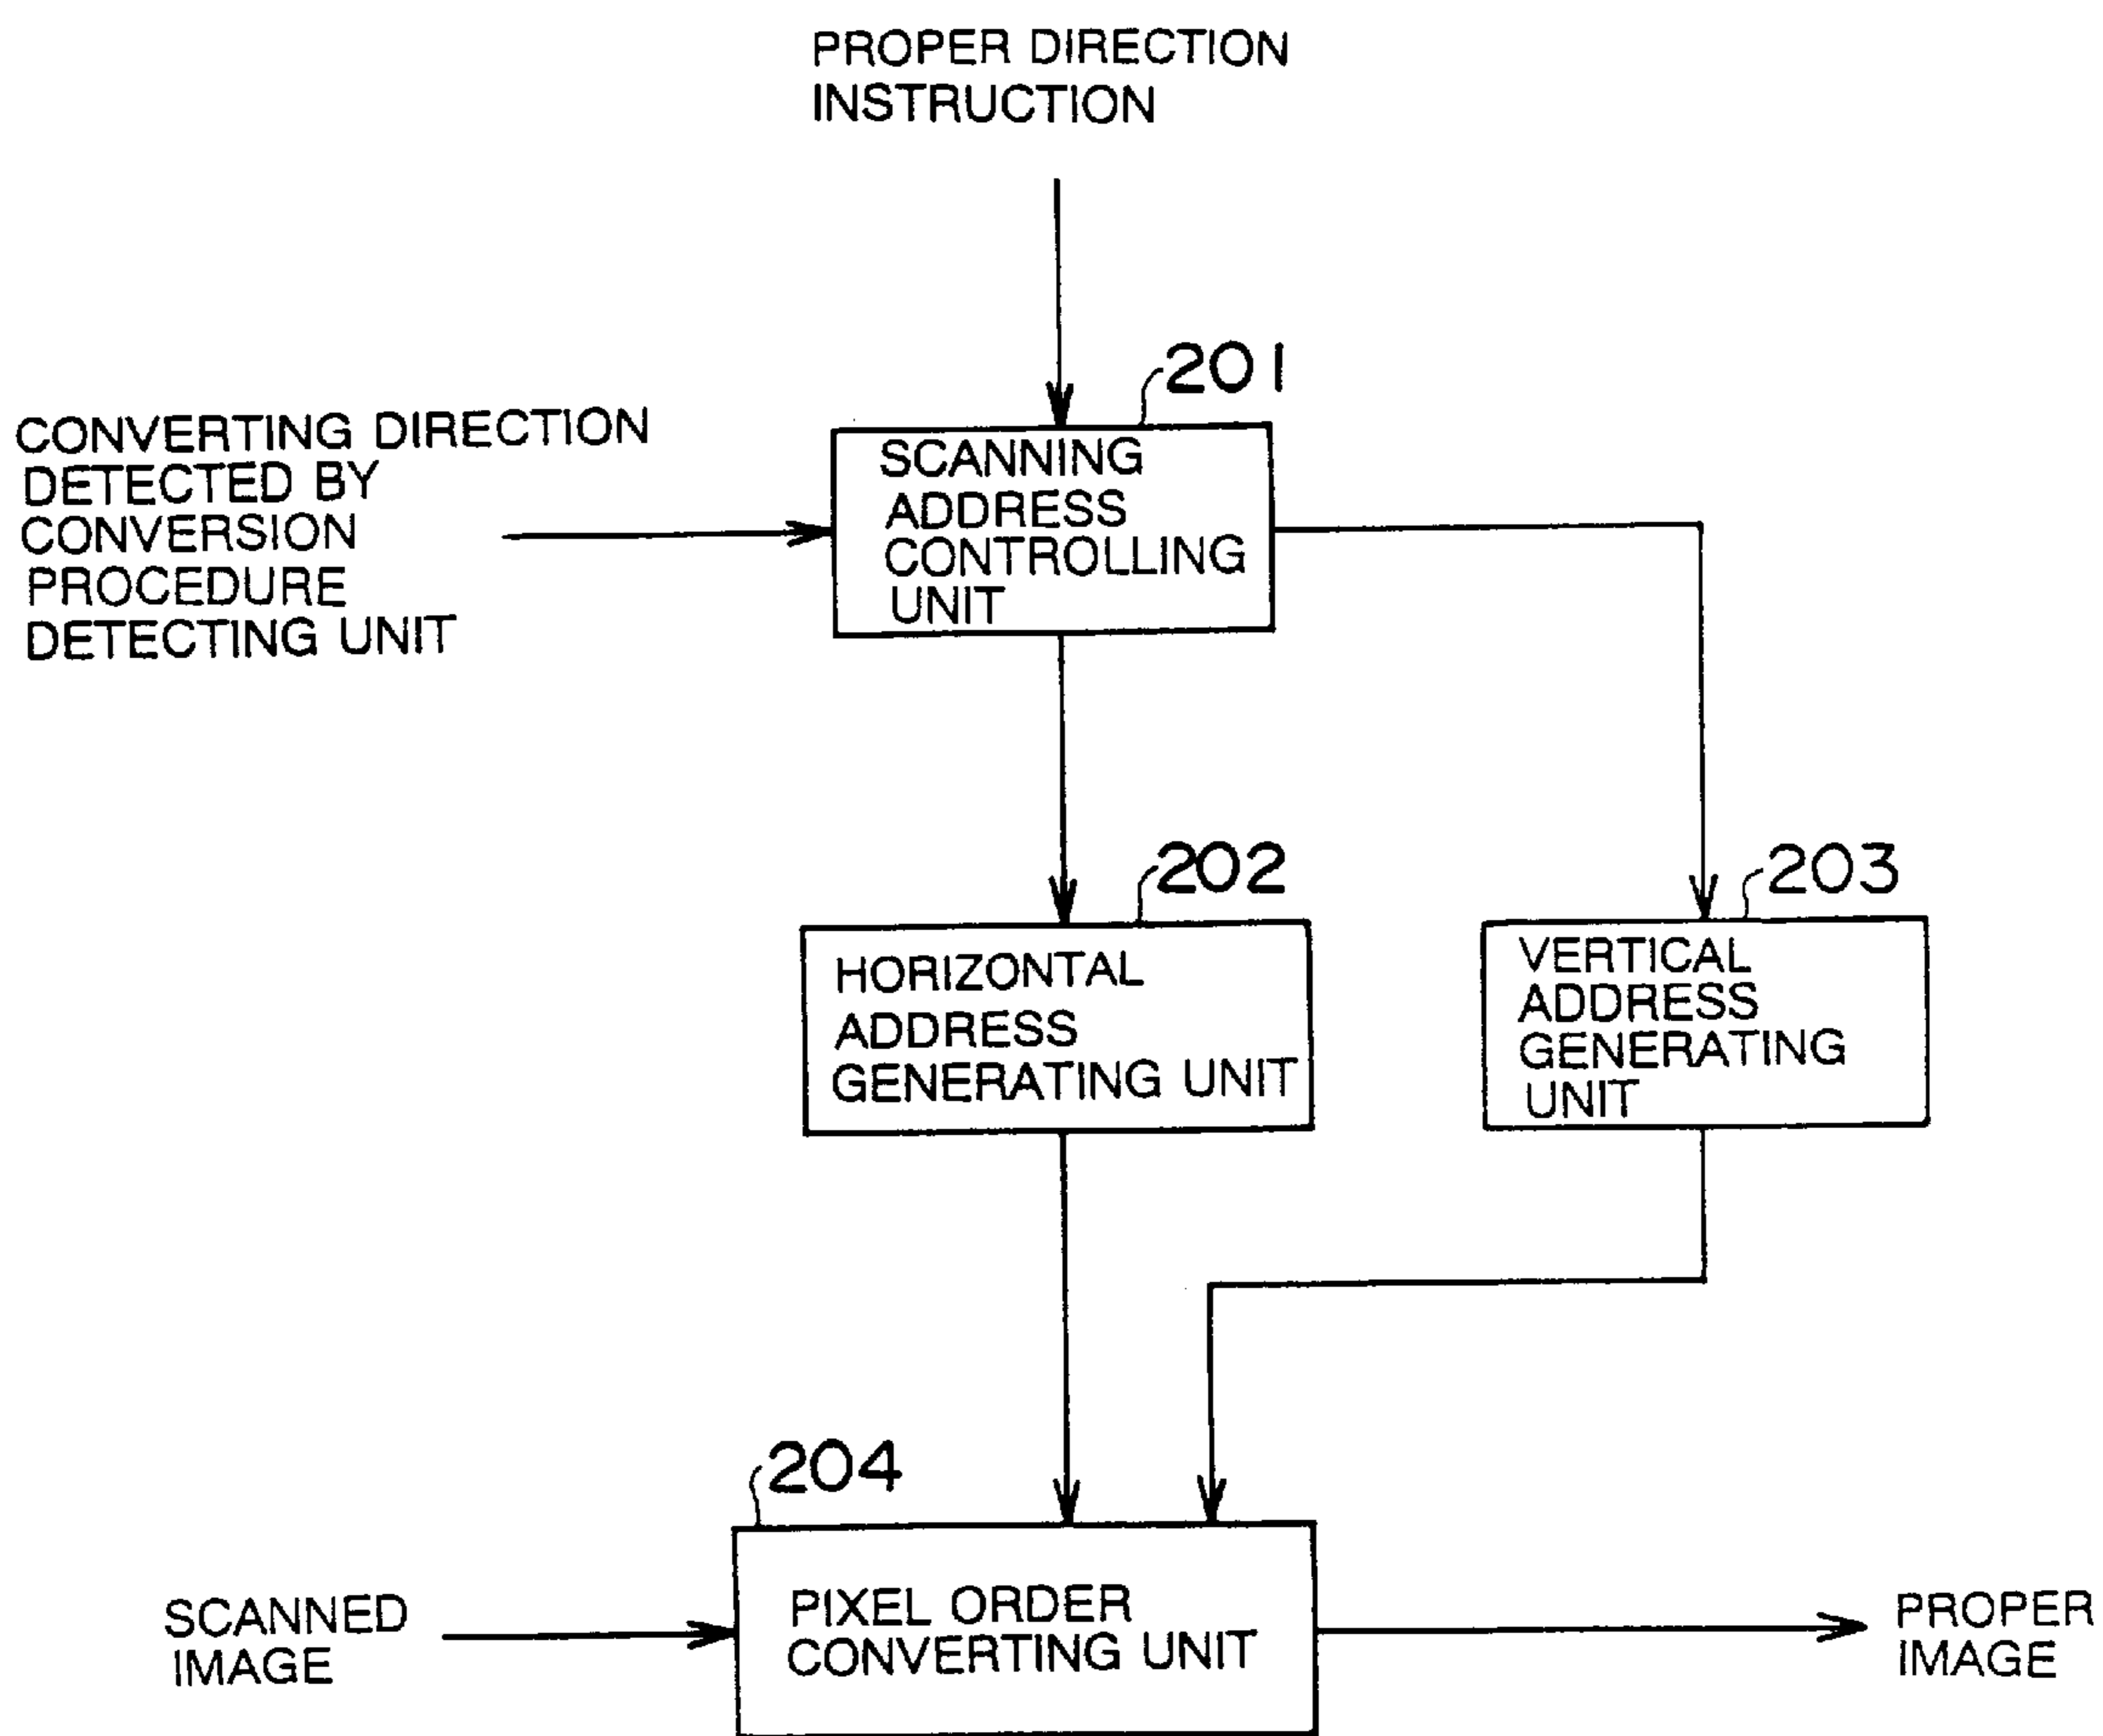 PROPER DIRECTION
INSTRUCTION
201
CONVERTING DIRECTION
DETECTED BY
CONVERSION
PROCEDURE
DETECTING UNIT
SCANNING
ADDRESS
CONTROLLING
UNIT
202
HORIZONTAL
ADDRESS
GENERATING UNIT
203
VERTICAL
ADDRESS
GENERATING
UNIT
204
SCANNED
IMAGE
PIXEL ORDER
CONVERTING UNIT
PROPER
IMAGE